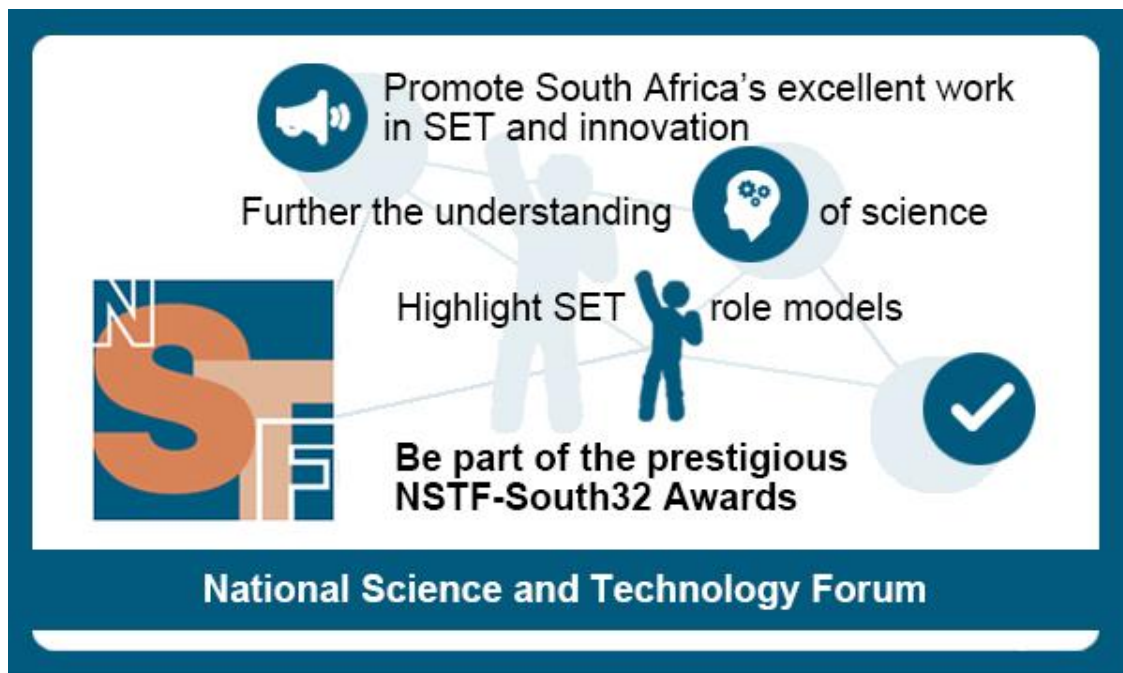 Promote South Africa's excellent work
in SET and innovation
Further the understanding of science
Highlight SET role models
NSTF
Be part of the prestigious
NSTF-South32 Awards
National Science and Technology Forum